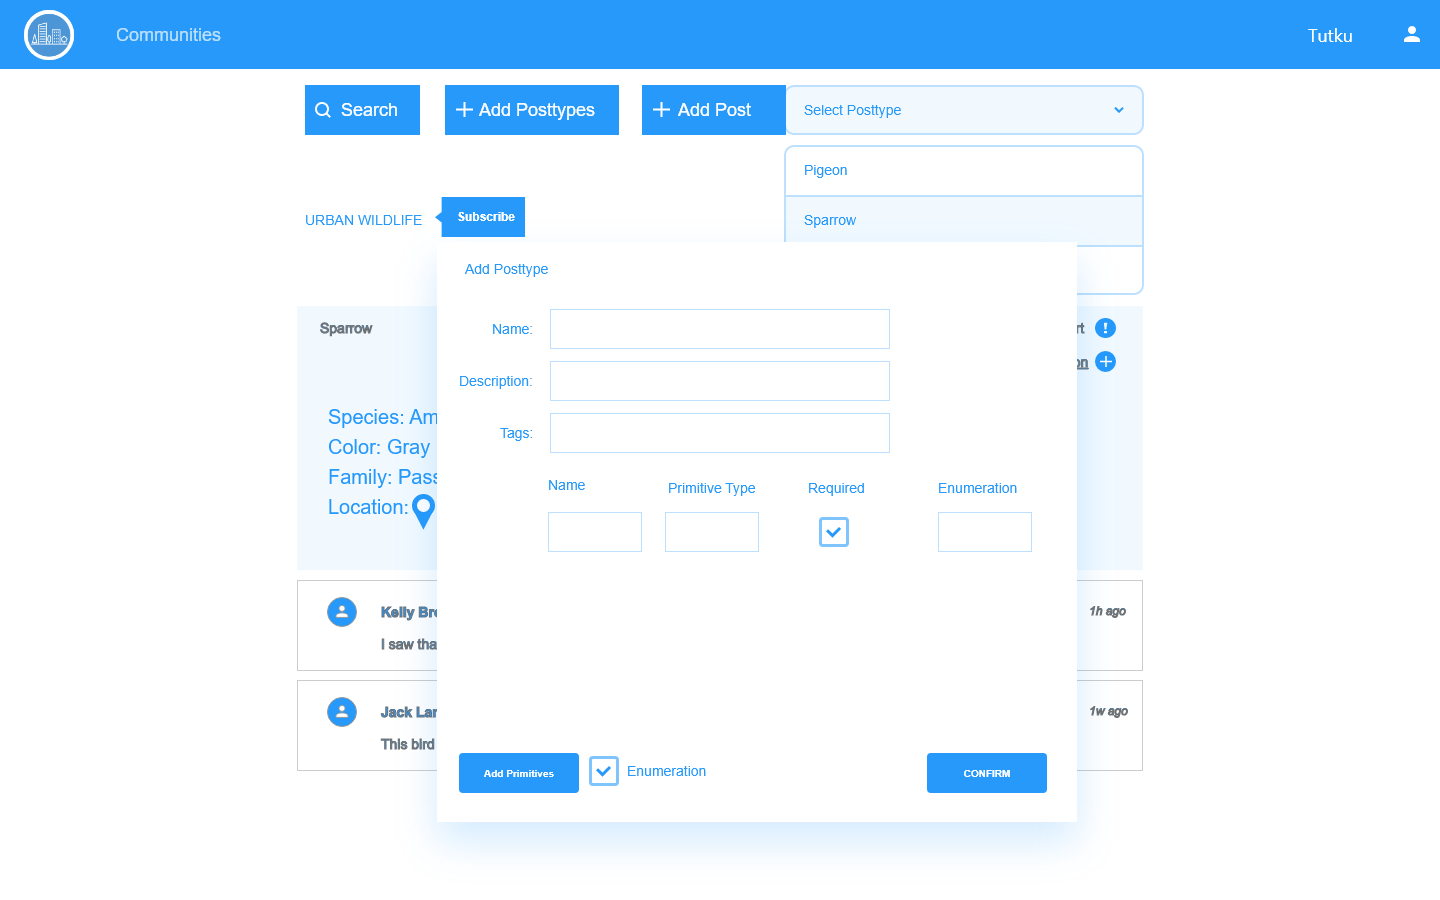 Communities
Tutku
Search
Add Posttypes
Add Post
Select Posttype
Pigeon
Sparrow
URBAN WILDLIFE
Subscribe
Add Posttype
Name:
Description:
Tags:
Name
Primitive Type
Required
Enumeration
Add Primitives
Enumeration
CONFIRM
Sparrow
rt
on
Species: Am
Color: Gray
Family: Pass
Location:
Kelly Bro
1h ago
I saw tha
Jack Lar
1w ago
This bird